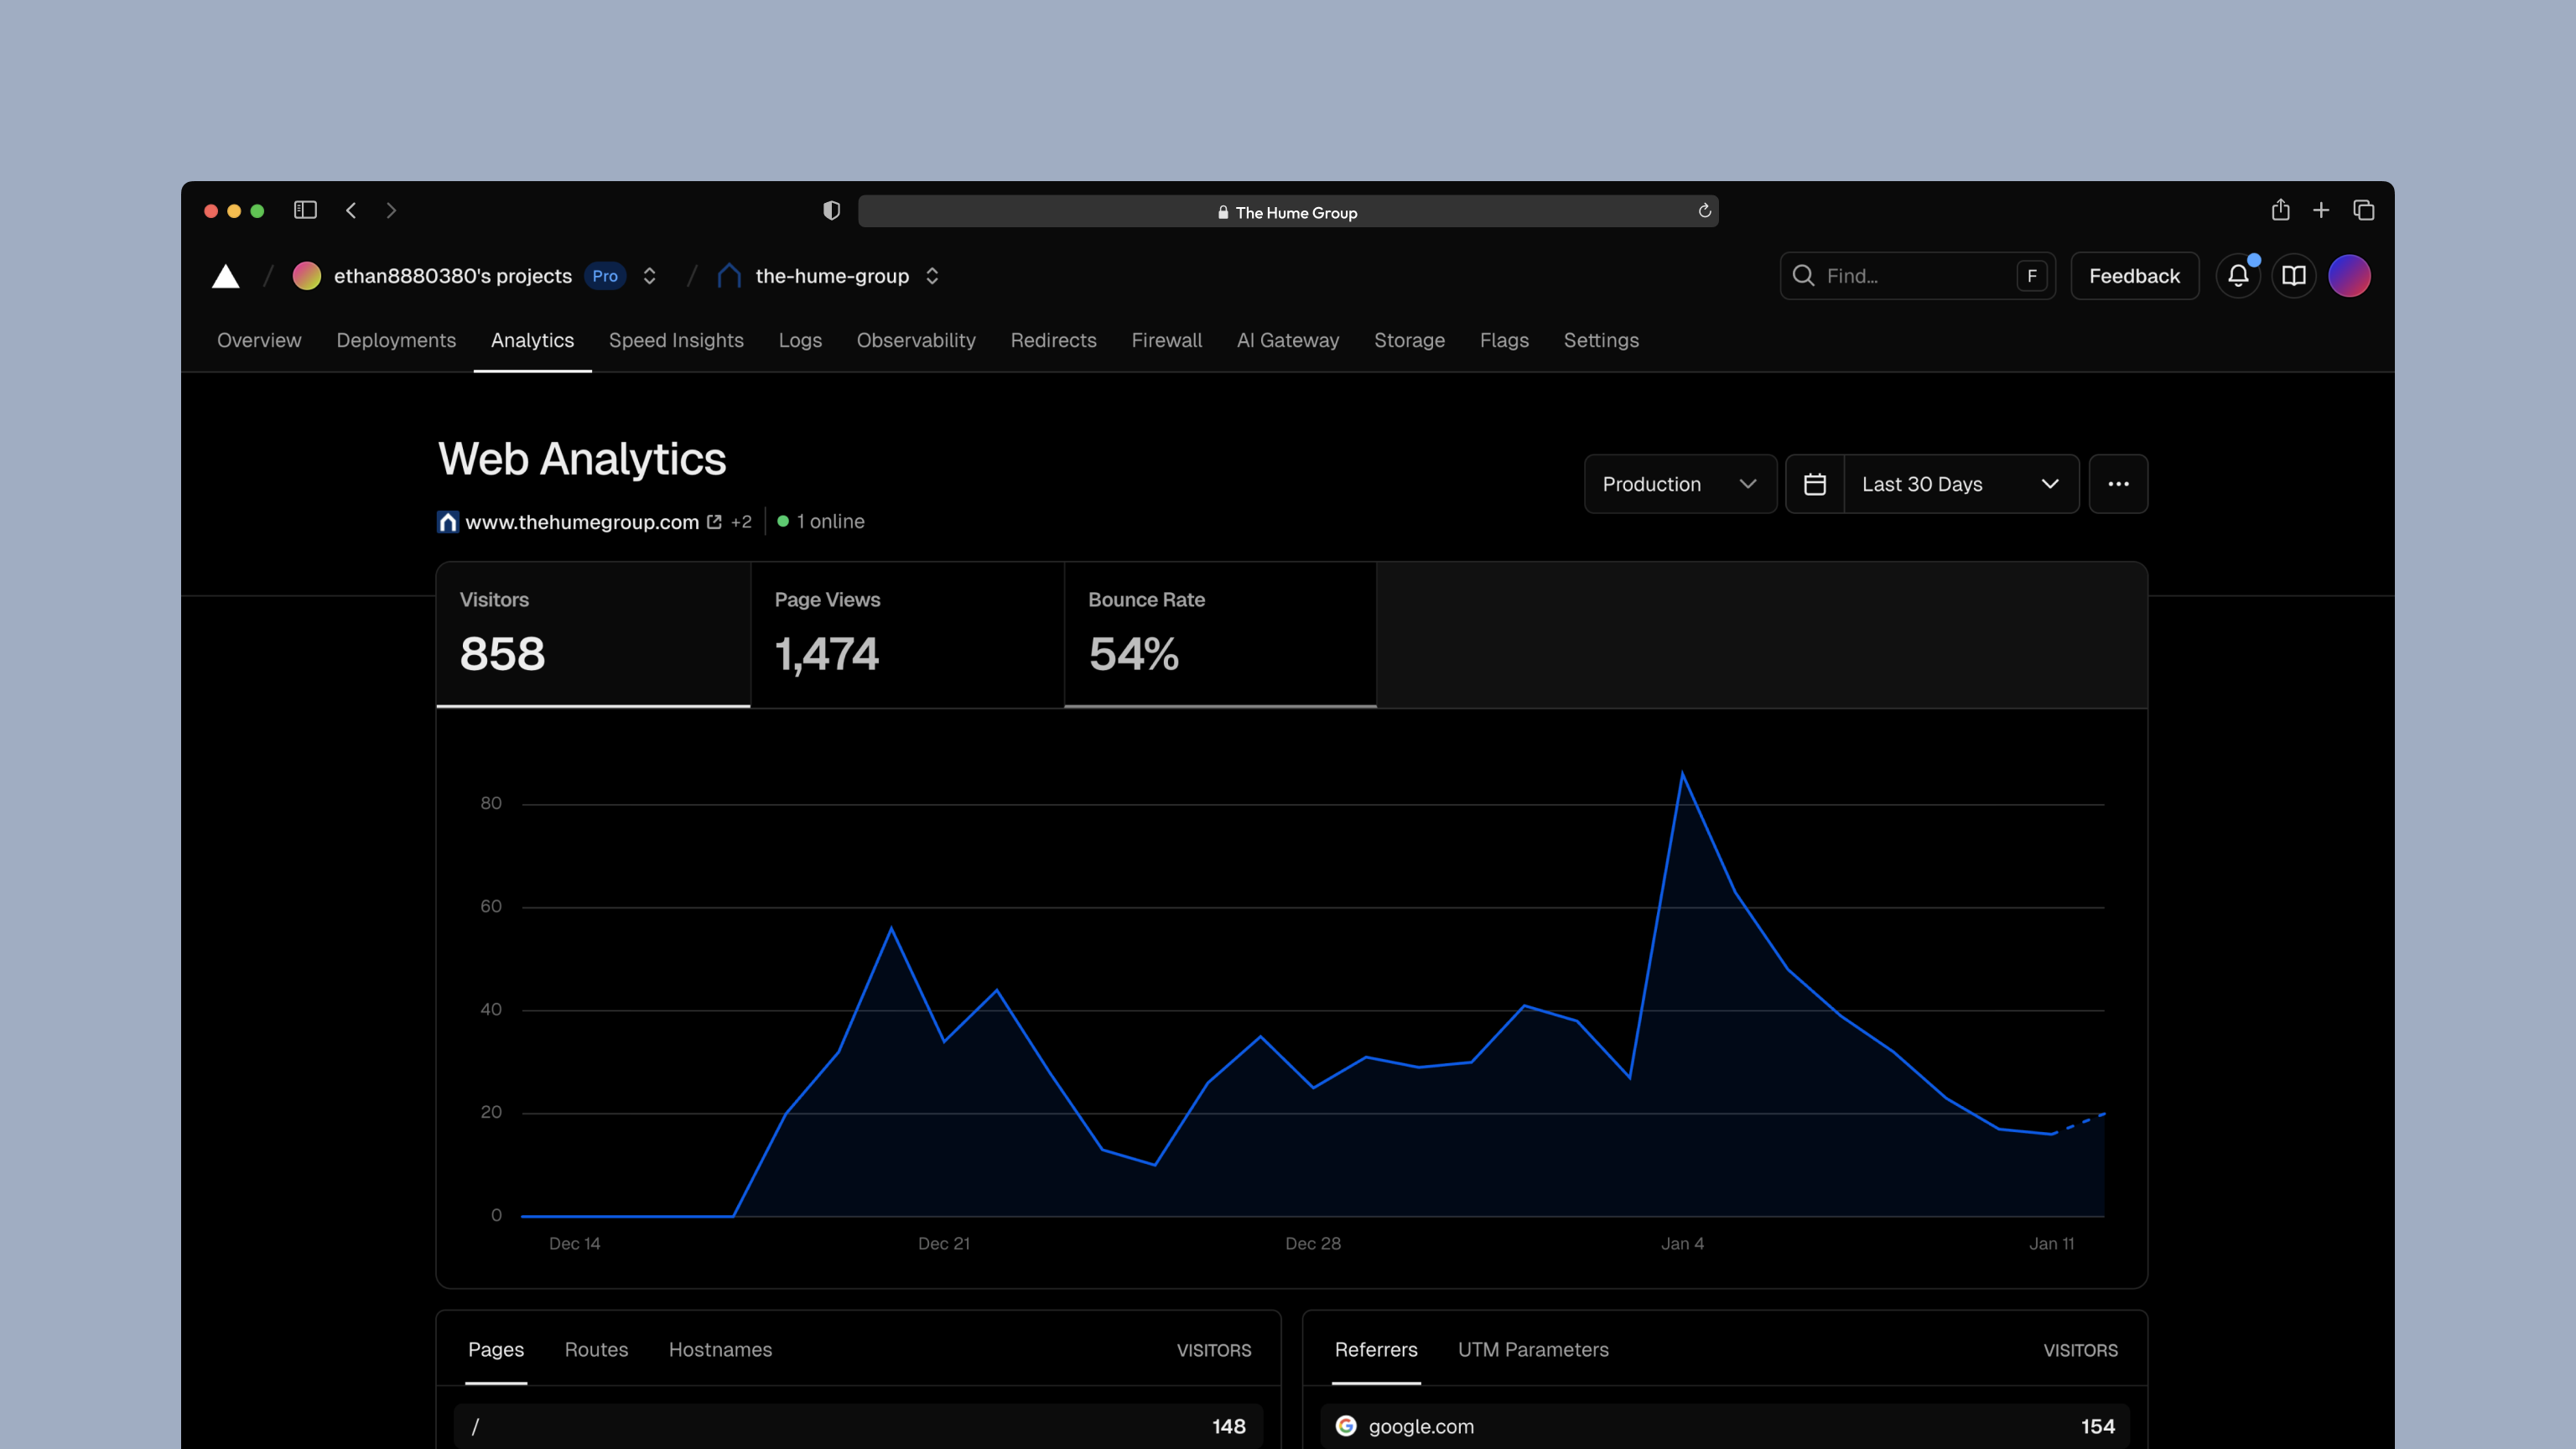 The Hume Group
ethan8880380's projects Pro the-hume-group Find... F Feedback
Overview Deployments Analytics Speed Insights Logs Observability Redirects Firewall AI Gateway Storage Flags Settings
Web Analytics
Production Last 30 Days
www.thehumegroup.com +2 1 online
Visitors Page Views Bounce Rate
858 1,474 54%
80
60
40
20
0
Dec 14 Dec 21 Dec 28 Jan 4 Jan 11
Pages Routes Hostnames VISITORS
/ 148
Referrers UTM Parameters VISITORS
google.com 154